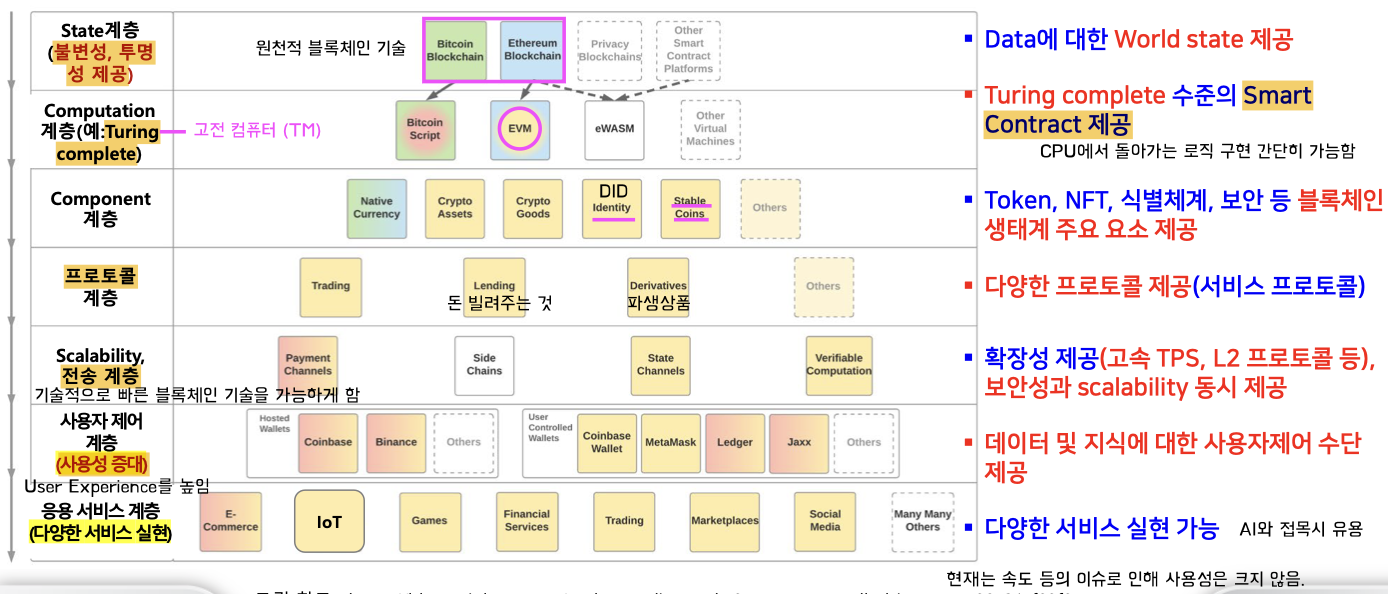 State계층
(불변성, 투명
성 제공)
원천적 블록체인 기술
Bitcoin
Blockchain
Ethereum
Blockchain
Privacy
Blockchains
Other
Smart
Contract
Platforms
▪ Data에 대한 World state 제공
Computation
계층(예:Turing
complete)
고전 컴퓨터 (TM)
Bitcoin
Script
EVM
eWASM
Other
Virtual
Machines
▪ Turing complete 수준의 Smart
Contract 제공
CPU에서 돌아가는 로직 구현 간단히 가능함
Component
계층
Native
Currency
Crypto
Assets
Crypto
Goods
DID
Identity
Stable
Coins
Others
▪ Token, NFT, 식별체계, 보안 등 블록체인
생태계 주요 요소 제공
프로토콜
계층
Trading
Lending
돈 빌려주는 것
Derivatives
파생상품
Others
▪ 다양한 프로토콜 제공(서비스 프로토콜)
Scalability,
전송 계층
기술적으로 빠른 블록체인 기술을 가능하게 함
Payment
Channels
Side
Chains
State
Channels
Verifiable
Computation
▪ 확장성 제공(고속 TPS, L2 프로토콜 등),
보안성과 scalability 동시 제공
사용자 제어
계층
(사용성 증대)
User Experience를 높임
Hosted
Wallets
Coinbase
Binance
Others
User
Controlled
Wallets
Coinbase
Wallet
MetaMask
Ledger
Jaxx
Others
▪ 데이터 및 지식에 대한 사용자제어 수단
제공
응용 서비스 계층
(다양한 서비스 실현)
E-
Commerce
IoT
Games
Financial
Services
Trading
Marketplaces
Social
Media
Many Many
Others
▪ 다양한 서비스 실현 가능
AI와 접목시 유용
현재는 속도 등의 이슈로 인해 사용성은 크지 않음.